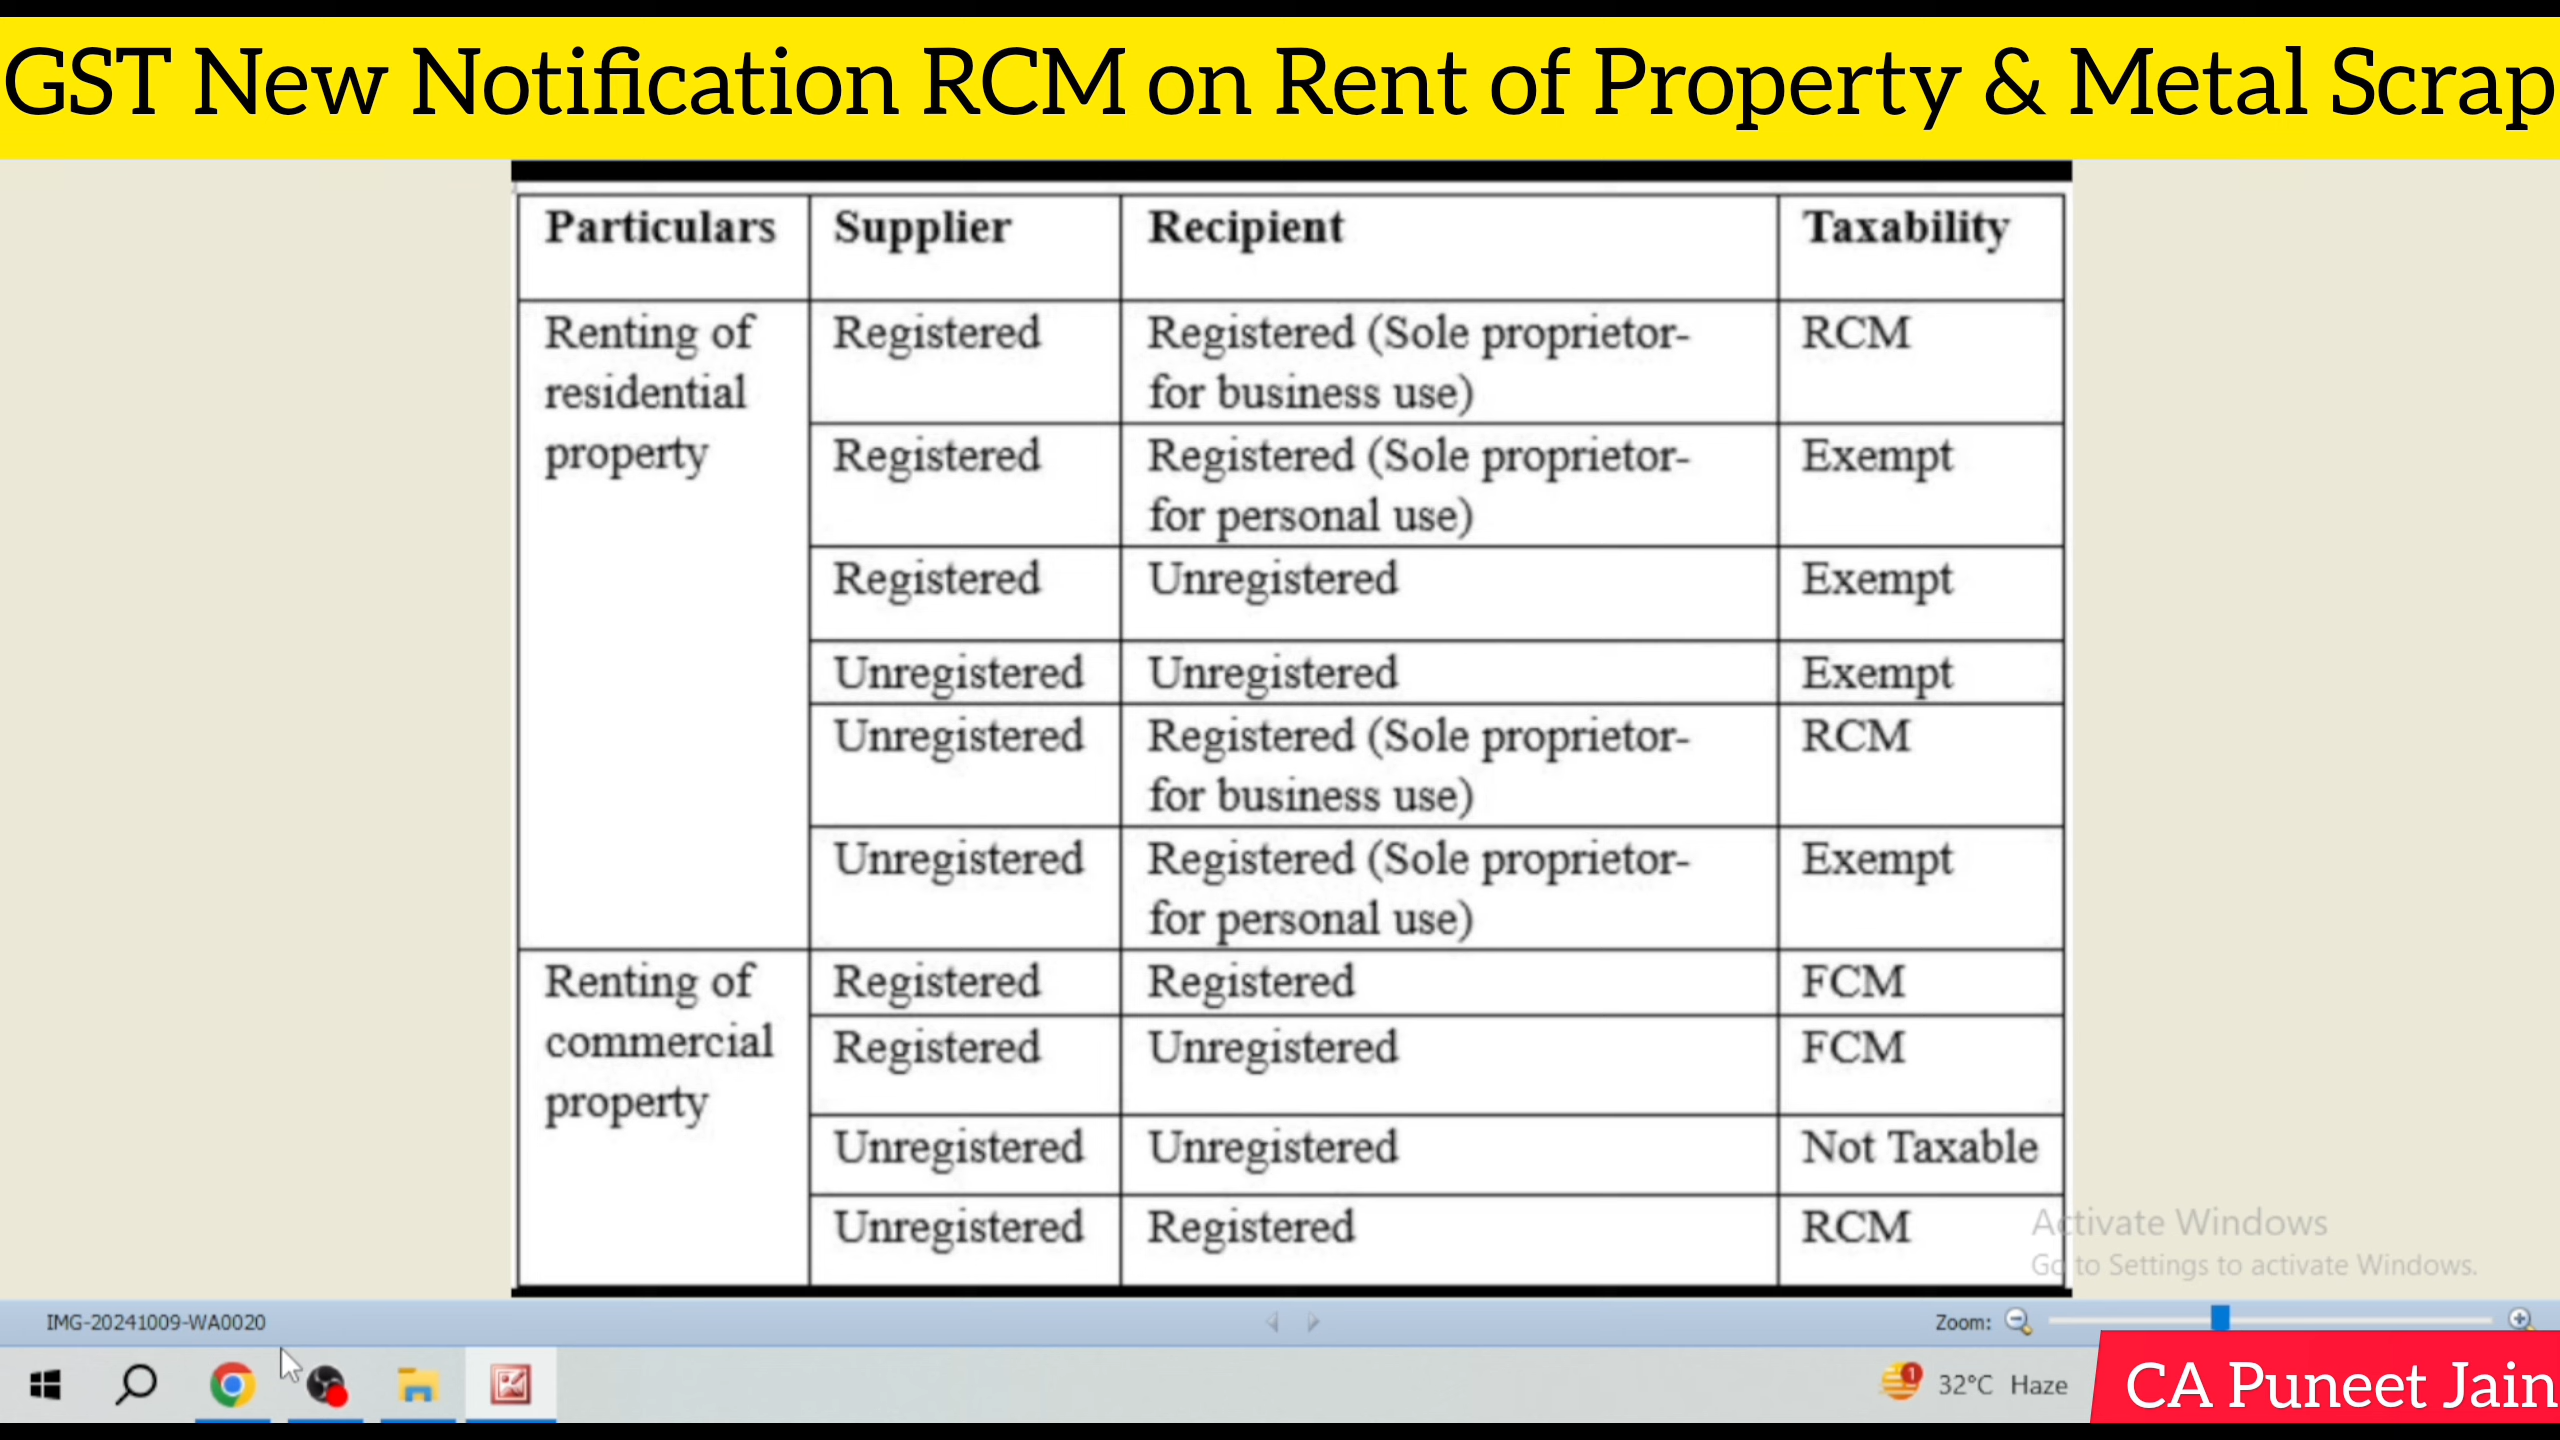 GST New Notification RCM on Rent of Property & Metal Scrap
Particulars Supplier Recipient Taxability
Renting of residential property
Registered Registered (Sole proprietor-
for business use) RCM
Registered Registered (Sole proprietor-
for personal use) Exempt
Registered Unregistered Exempt
Unregistered Unregistered Exempt
Unregistered Registered (Sole proprietor-
for business use) RCM
Unregistered Registered (Sole proprietor-
for personal use) Exempt
Renting of commercial property
Registered Registered FCM
Registered Unregistered FCM
Unregistered Unregistered Not Taxable
Unregistered Registered RCM
Activate Windows
Go to Settings to activate Windows.
IMG-20241009-WA0020
Zoom:
1
32°C Haze
CA Puneet Jain